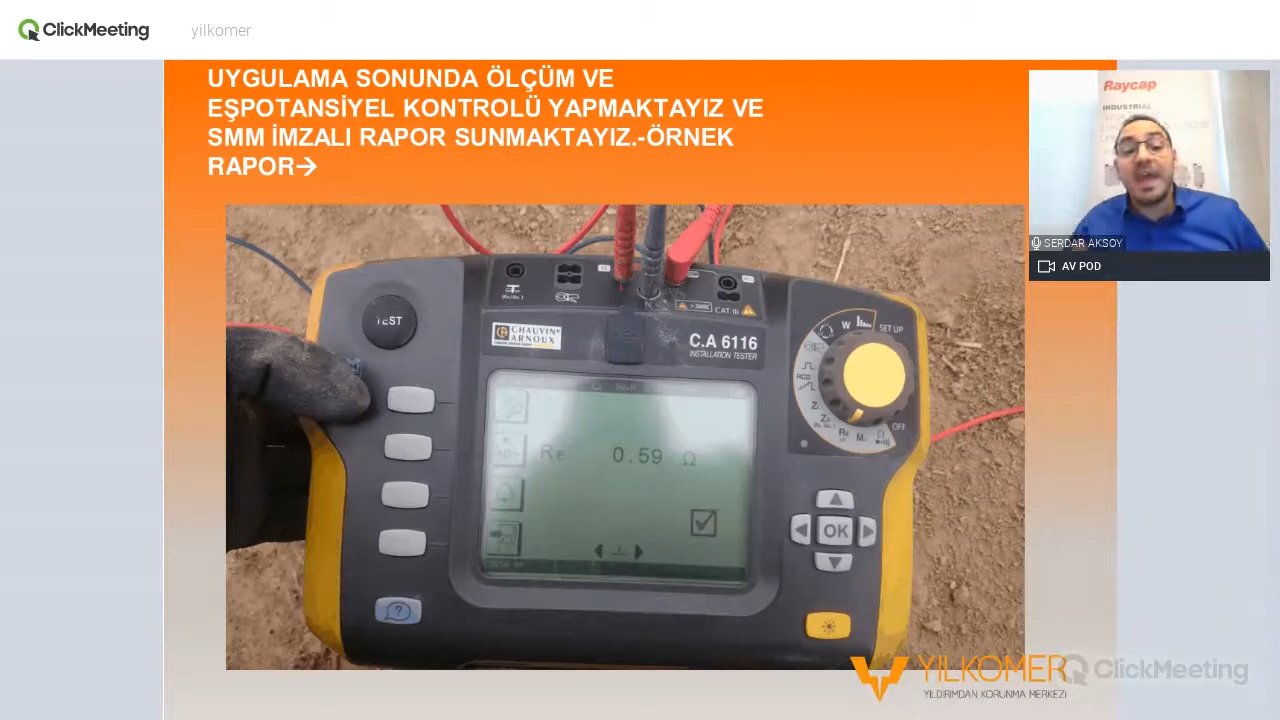 ClickMeeting
yilkomer
UYGULAMA SONUNDA ÖLÇÜM VE
EŞPOTANSİYEL KONTROLÜ YAPMAKTAYIZ VE
SMM İMZALI RAPOR SUNMAKTAYIZ.-ÖRNEK
RAPOR→
Raycap
INDUSTRIAL
SERDAR AKSOY
AV POD
TEST
CHAUVIN
ARNOUX
CAT III
C.A 6116
INSTALLATION TESTER
W
SET UP
RCD
OFF
RE 0.59 Ω
OK
YILKOMER
YILDIRIMDAN KORUNMA MERKEZİ
ClickMeeting